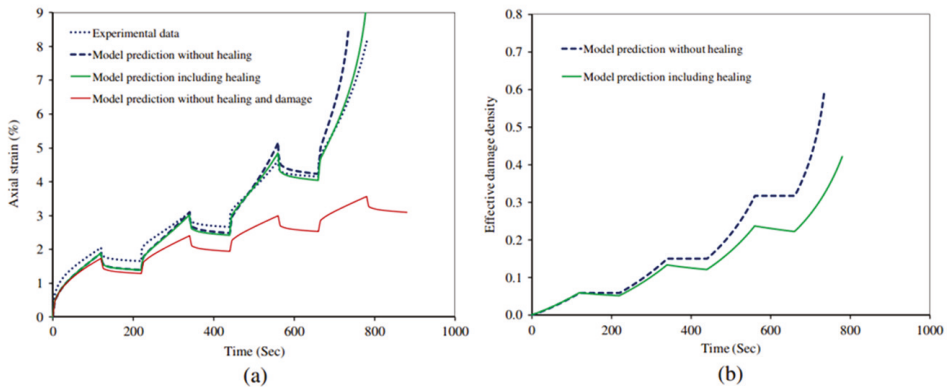 9
8
7
6
5
4
3
2
1
0
Axial strain (%)
Experimental data
Model prediction without healing
Model prediction including healing
Model prediction without healing and damage
0 200 400 600 800 1000
Time (Sec)
(a)
0.8
0.7
0.6
0.5
0.4
0.3
0.2
0.1
0.0
Effective damage density
Model prediction without healing
Model prediction including healing
0 200 400 600 800 1000
Time (Sec)
(b)